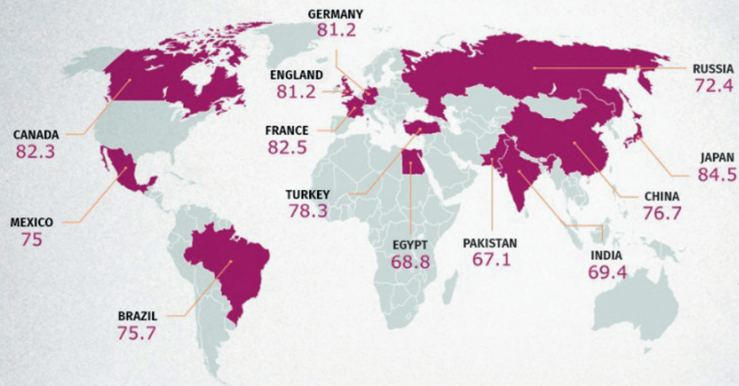 GERMANY
81.2
ENGLAND
81.2
FRANCE
82.5
RUSSIA
72.4
CANADA
82.3
JAPAN
84.5
TURKEY
78.3
CHINA
76.7
MEXICO
75
EGYPT
68.8
PAKISTAN
67.1
INDIA
69.4
BRAZIL
75.7